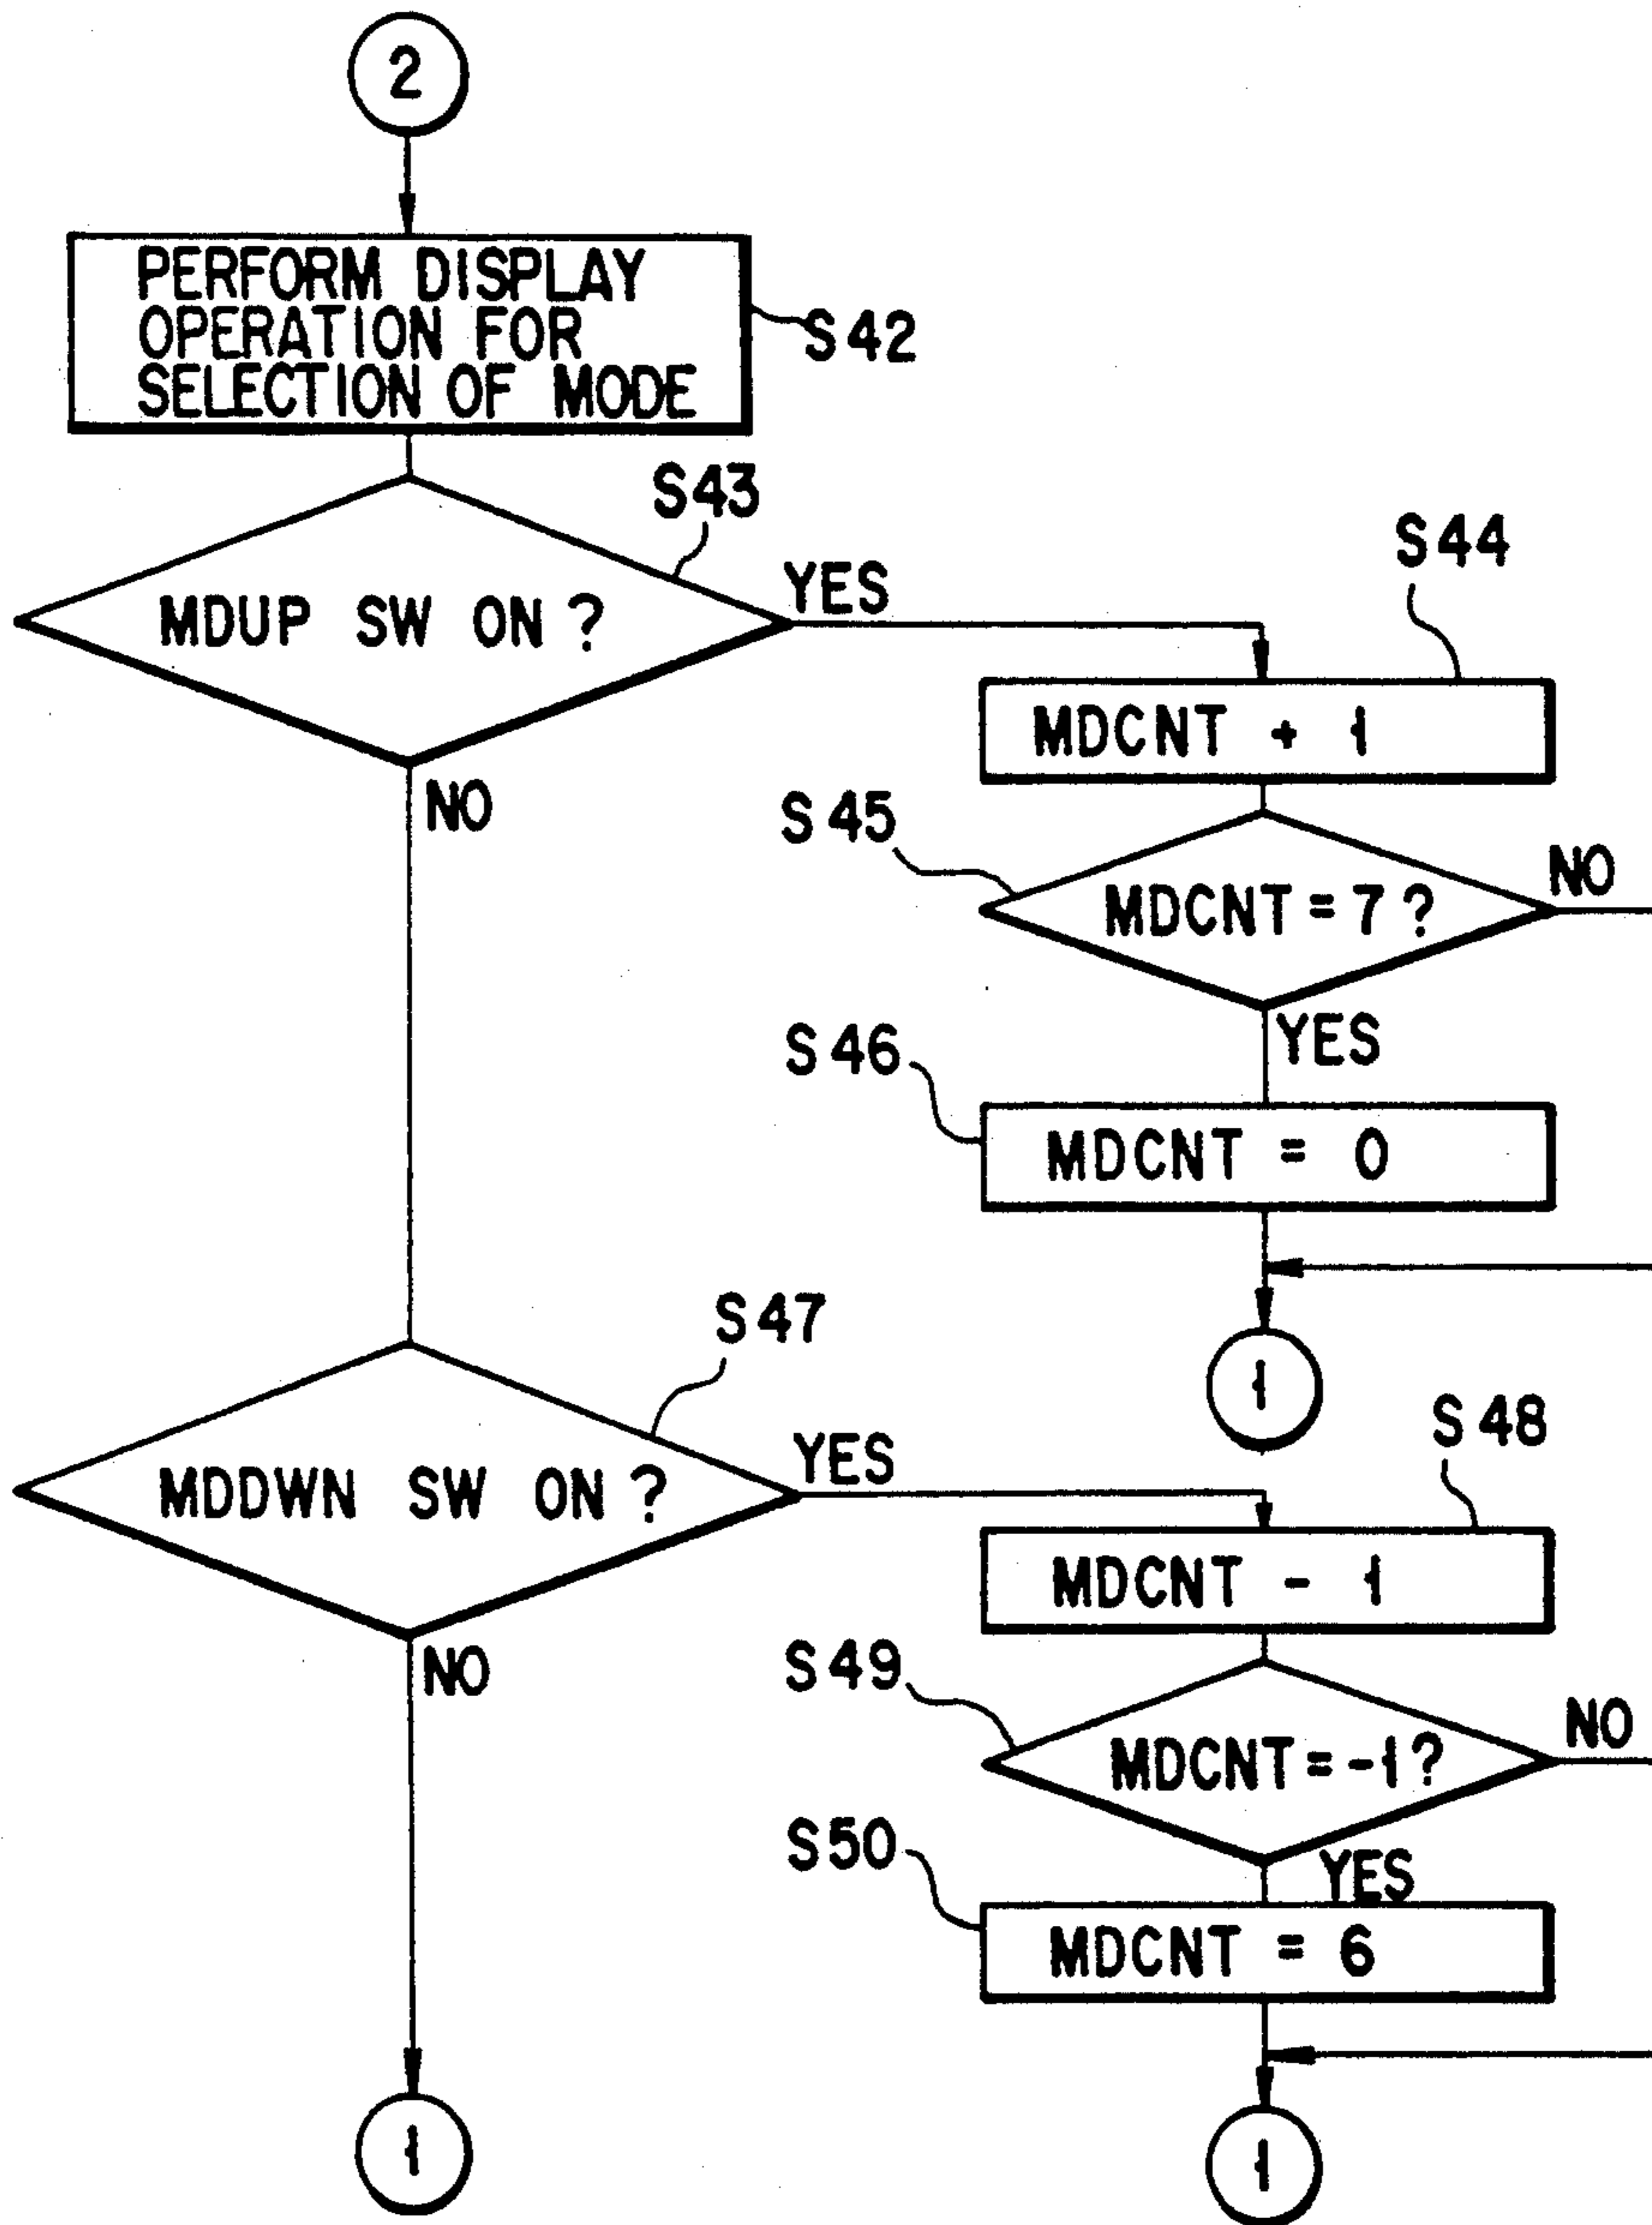 2
PERFORM DISPLAY
OPERATION FOR
SELECTION OF MODE
S42
S43
MDUP SW ON ?
YES
NO
S44
MDCNT + 1
S45
MDCNT = 7 ?
NO
YES
S46
MDCNT = 0
1
S47
MDDWN SW ON ?
YES
NO
1
S48
MDCNT - 1
S49
MDCNT = -1 ?
NO
YES
S50
MDCNT = 6
1